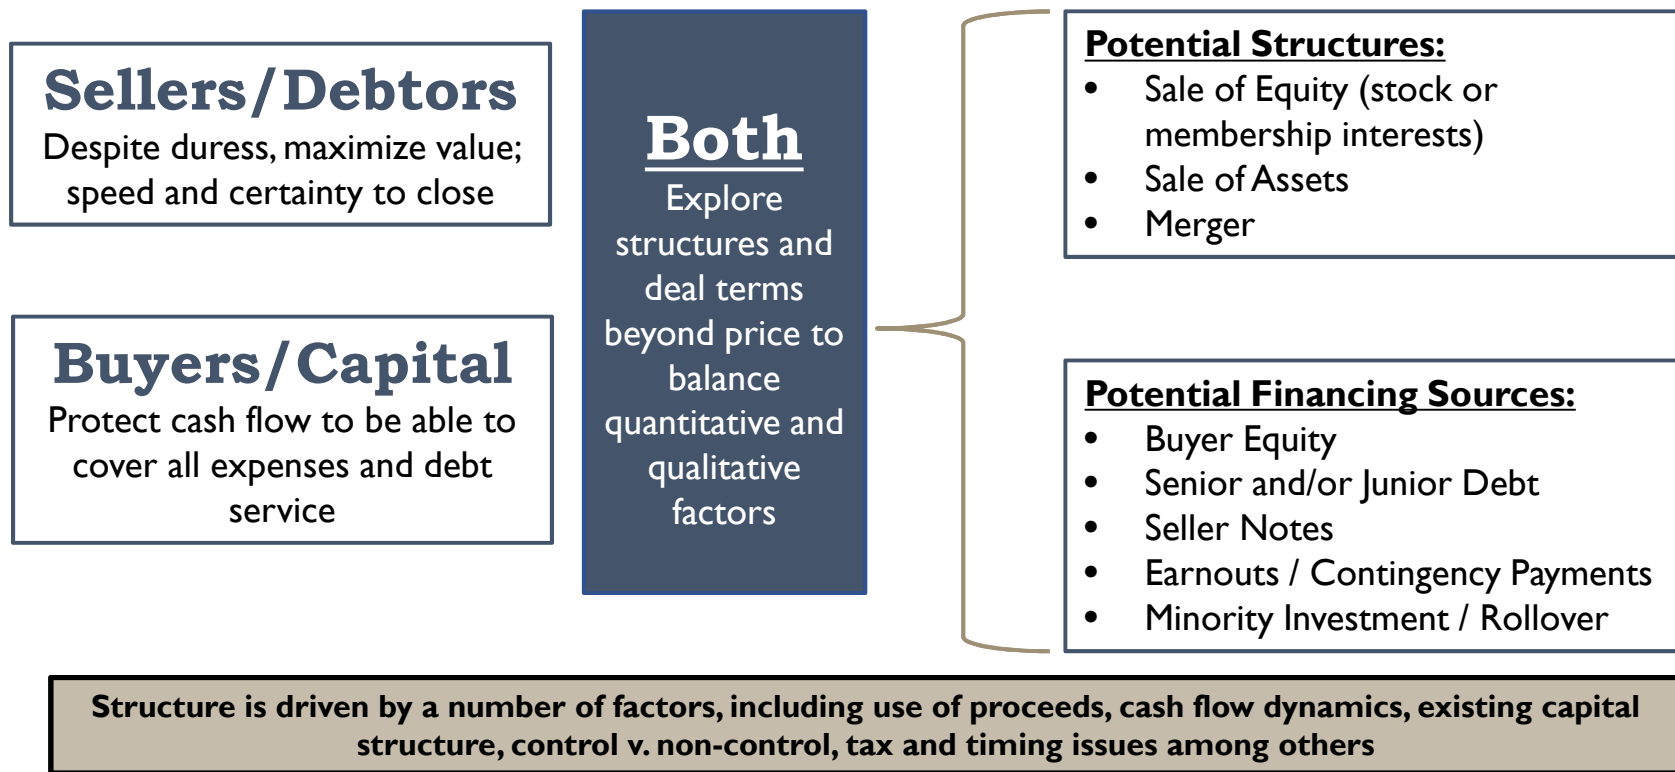 Sellers/Debtors
Despite duress, maximize value;
speed and certainty to close
Buyers/Capital
Protect cash flow to be able to
cover all expenses and debt
service
Both
Explore
structures and
deal terms
beyond price to
balance
quantitative and
qualitative
factors
Potential Structures:
• Sale of Equity (stock or
membership interests)
• Sale of Assets
• Merger
Potential Financing Sources:
• Buyer Equity
• Senior and/or Junior Debt
• Seller Notes
• Earnouts / Contingency Payments
• Minority Investment / Rollover
Structure is driven by a number of factors, including use of proceeds, cash flow dynamics, existing capital
structure, control v. non-control, tax and timing issues among others